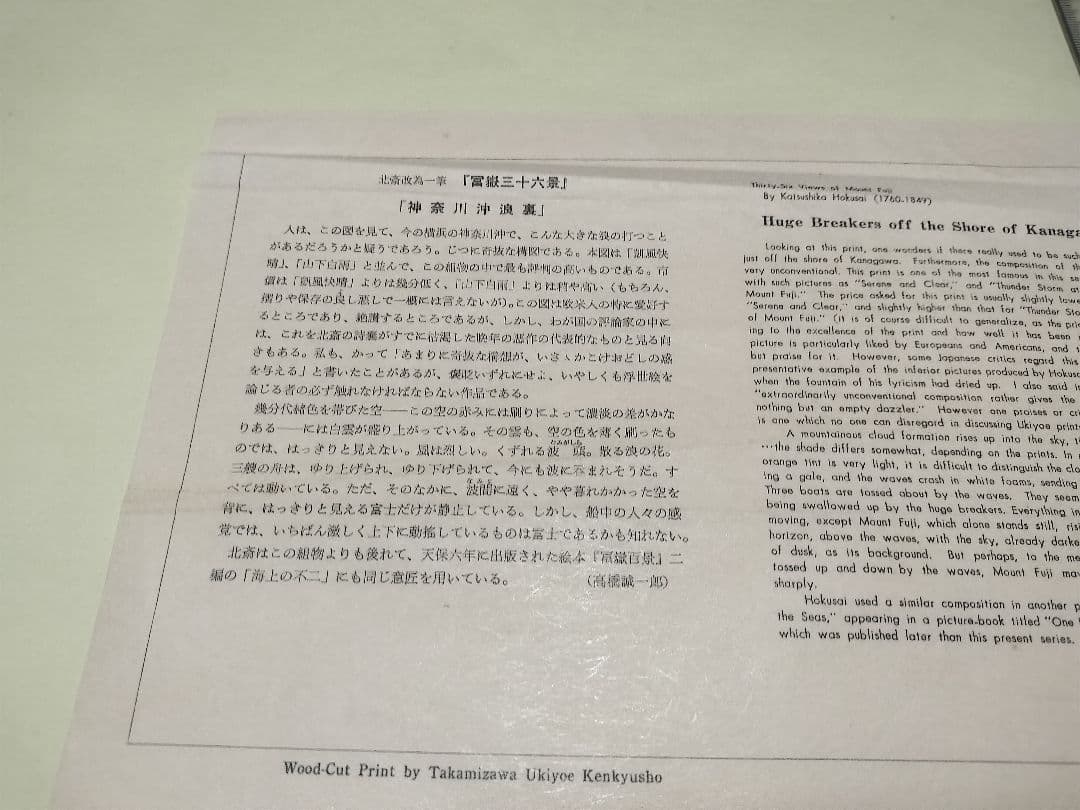 北斎改為一筆 『冨嶽三十六景』
「神奈川沖浪裏」
人は、この図を見て、今の横浜の神奈川沖で、こんな大きな浪の打つこと
があるだろうかと疑うであろう。じつに奇抜な構図である。本図は「凱風快
晴」、「山下白雨」と並んで、この組物の中で最も評判の高いものである。市
価は「凱風快晴」よりは幾分低く、「山下白雨」よりは稍や高い(もちろん、
摺りや保存の良し悪しで一概には言えないが)。この図は欧米人の特に愛好す
るところであり、絶讃するところであるが、しかし、わが国の評論家の中に
は、これを北斎の詩嚢がすでに枯渇した晩年の悪作の代表的なものと見る向
きもある。私も、かって「あまりに奇抜な構想が、いさゝかこけおどしの感
を与える」と書いたことがあるが、褒貶いずれにせよ、いやしくも浮世絵を
論じる者の必ず触れなければならない作品である。
幾分代赭色を帯びた空──この空の赤みには刷りによって濃淡の差がかな
りある──には白雲が盛り上がっている。その雲も、空の色を薄く刷ったも
のでは、はっきりと見えない。風は烈しい。くずれる波頭。散る浪の花。
三艘の舟は、ゆり上げられ、ゆり下げられて、今にも波に呑まれそうだ。す
べては動いている。ただ、そのなかに、波間に遠く、やや暮れかかった空を
背に、はっきりと見える富士だけが静止している。しかし、船中の人々の感
覚では、いちばん激しく上下に動揺しているものは富士であるかも知れない。
北斎はこの組物よりも後れて、天保六年に出版された絵本『冨嶽百景』二
編の「海上の不二」にも同じ意匠を用いている。 (高橋誠一郎)
Thirty-Six Views of Mount Fuji
By Katsushika Hokusai (1760-1849)
Huge Breakers off the Shore of Kanaga
Looking at this print, one wonders if there really used to be such
just off the shore of Kanagawa. Furthermore, the composition of th
very unconventional. This print is one of the most famous in this se
with such pictures as "Serene and Clear," and "Thunder Storm at
Mount Fuji." The price asked for this print is usually slightly lowe
"Serene and Clear," and slightly higher than that for "Thunder Sto
of Mount Fuji." (it is of course difficult to generalize, as the pri
ing to the excellence of the print and how well it has been
picture is particularly liked by Europeans and Americans, and t
but praise for it. However, some Japanese critics regard this
presentative example of the inferior pictures produced by Hokusa
when the fountain of his lyricism had dried up. I also said in
"extraordinarily unconventional composition rather gives the
nothing but an empty dazzler." However one praises or cri
is one which no one can disregard in discussing Ukiyoe prin
A mountainous cloud formation rises up into the sky, t
...the shade differs somewhat, depending on the prints. In
orange tint is very light, it is difficult to distinguish the clo
ing a gale, and the waves crash in white foams, sending
Three boats are tossed about by the waves. They seem
being swallowed up by the huge breakers. Everything in
moving, except Mount Fuji, which alone stands still, risi
horizon, above the waves, with the sky, already darke
of dusk, as its background. But perhaps, to the me
tossed up and down by the waves, Mount Fuji ma
sharply.
Hokusai used a similar composition in another p
the Seas," appearing in a picture-book titled "One
which was published later than this present series.
Wood-Cut Print by Takamizawa Ukiyoe Kenkyusho